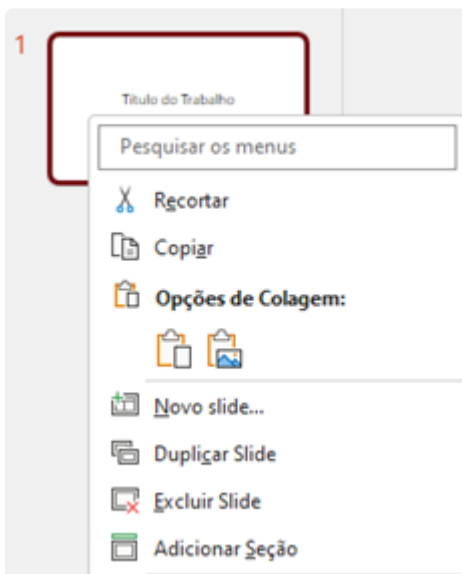 1
Titulo do Trabalho
Pesquisar os menus
Recortar
Copiar
Opções de Colagem:
Novo slide...
Duplicar Slide
Excluir Slide
Adicionar Seção